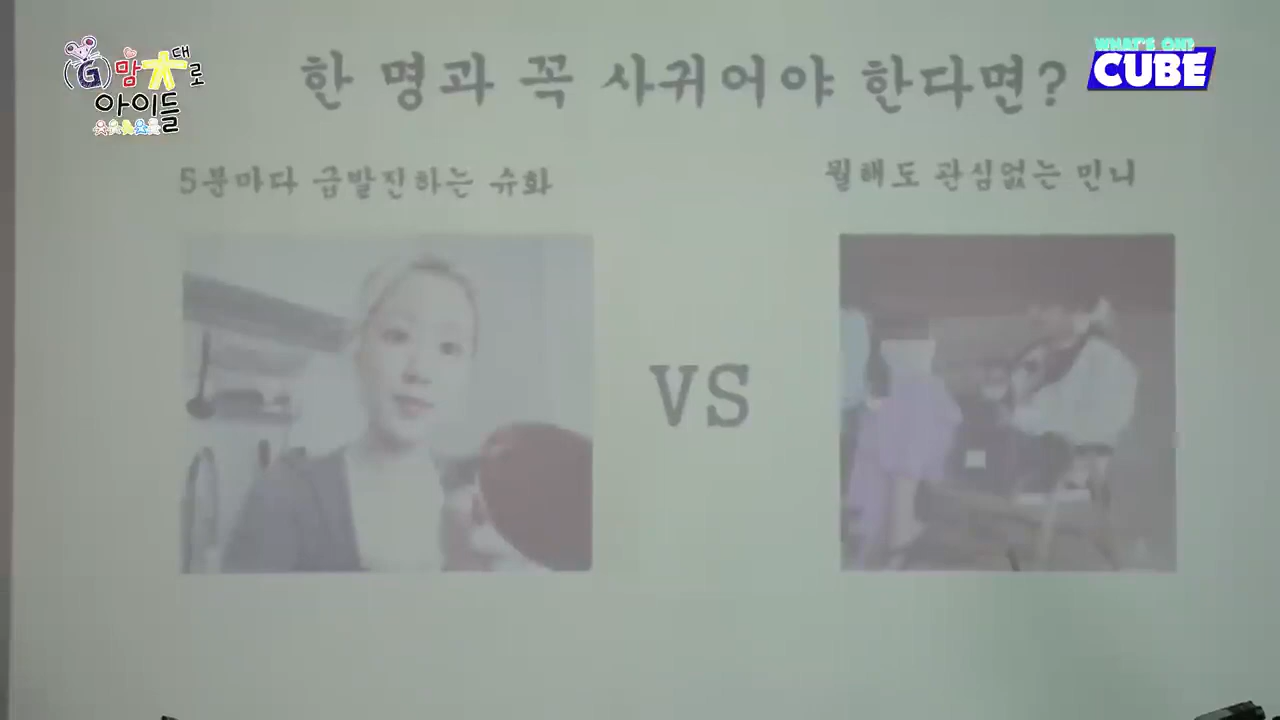 (G)맘대로
아이들
WHAT'S ON?
CUBE
한 명과 꼭 사귀어야 한다면?
5분마다 급발진하는 슈화
뭘해도 관심없는 민니
VS